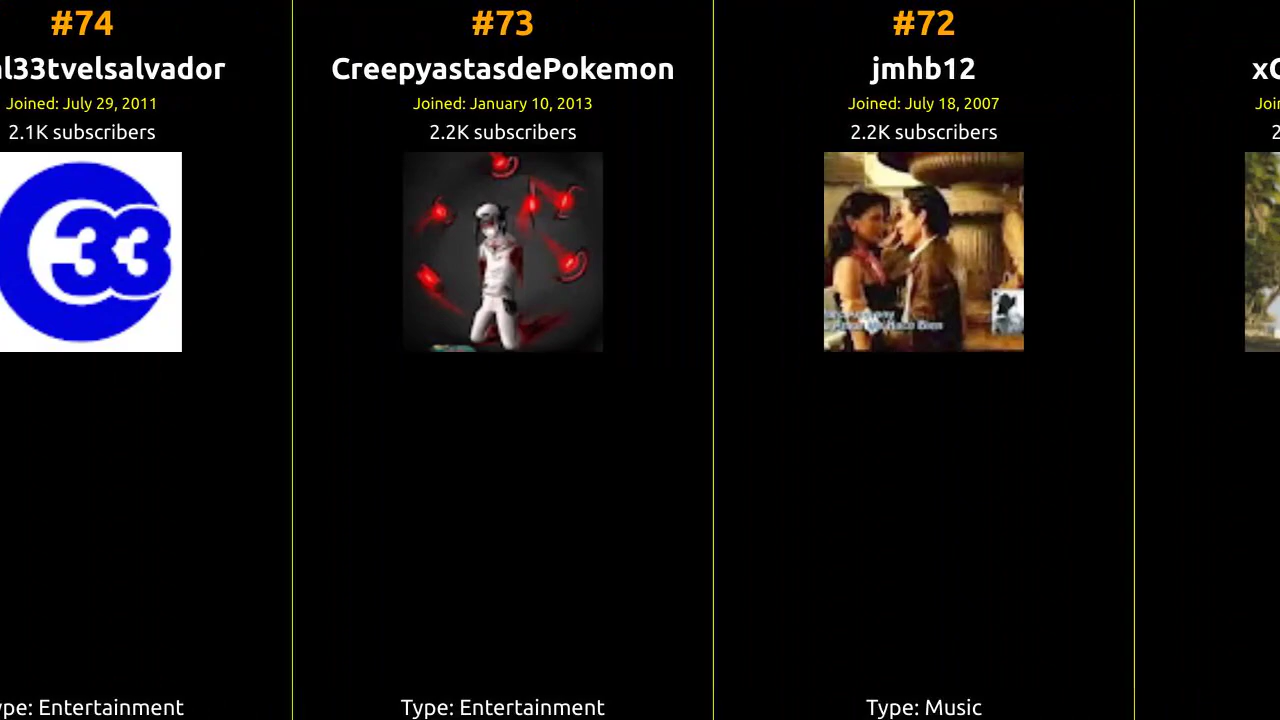 #74
al33tvelsalvador
Joined: July 29, 2011
2.1K subscribers
33
ype: Entertainment
#73
CreepyastasdePokemon
Joined: January 10, 2013
2.2K subscribers
Type: Entertainment
#72
jmhb12
Joined: July 18, 2007
2.2K subscribers
Type: Music